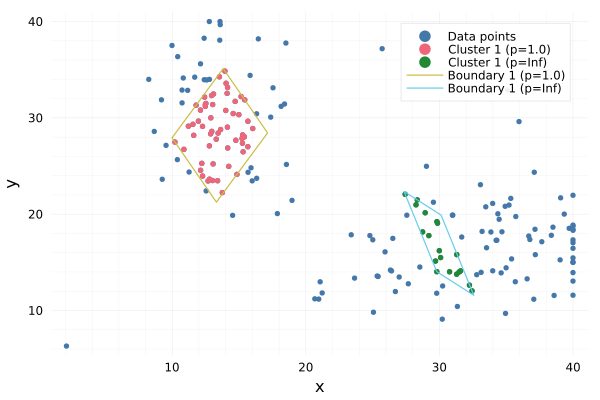 40
30
20
10
y
10
20
30
40
x
Data points
Cluster 1 (p=1.0)
Cluster 1 (p=Inf)
Boundary 1 (p=1.0)
Boundary 1 (p=Inf)